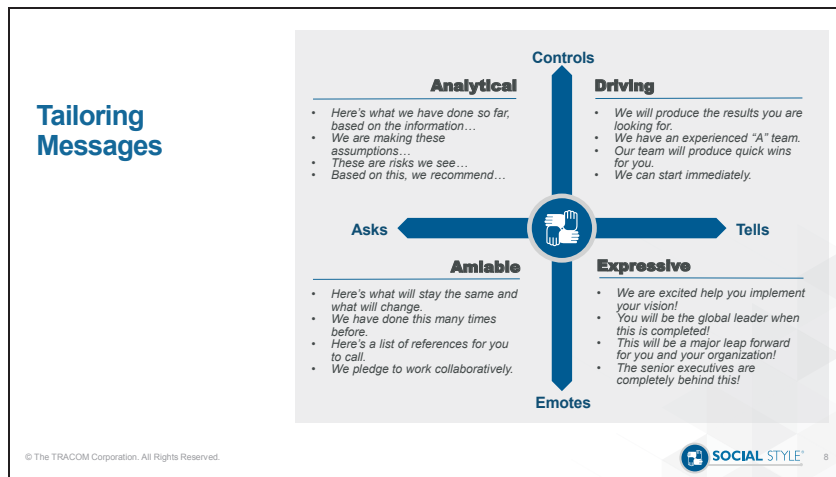 Tailoring
Messages
Controls
Analytical
• Here's what we have done so far,
based on the information…
• We are making these
assumptions…
• These are risks we see…
• Based on this, we recommend…
Driving
• We will produce the results you are
looking for.
• We have an experienced “A” team.
• Our team will produce quick wins
for you.
• We can start immediately.
Asks
Tells
Amiable
• Here's what will stay the same and
what will change.
• We have done this many times
before.
• Here's a list of references for you
to call.
• We pledge to work collaboratively.
Expressive
• We are excited help you implement
your vision!
• You will be the global leader when
this is completed!
• This will be a major leap forward
for you and your organization!
• The senior executives are
completely behind this!
Emotes
© The TRACOM Corporation. All Rights Reserved.
SOCIAL STYLE®
8